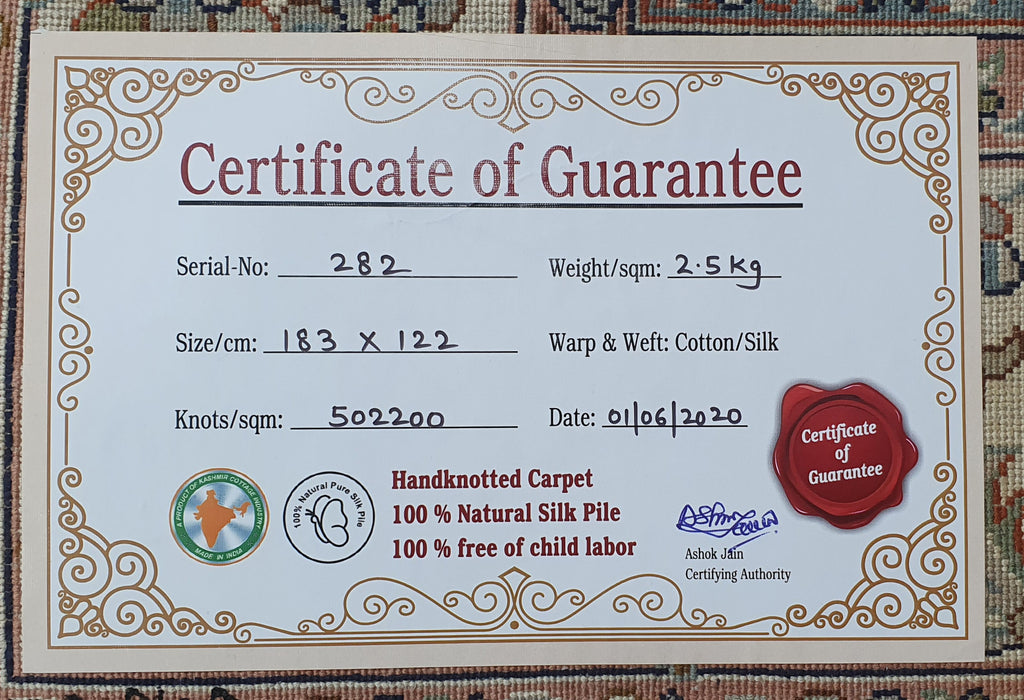 Certificate of Guarantee
Serial-No: 282
Weight/sqm: 2.5 Kg
Size/cm: 183 X 122
Warp & Weft: Cotton/Silk
Knots/sqm: 502200
Date: 01/06/2020
Certificate
of
Guarantee
A PRODUCT OF KASHMIR COTTAGE INDUSTRY
MADE IN INDIA
100% Natural Pure Silk Pile
Handknotted Carpet
100 % Natural Silk Pile
100 % free of child labor
Ashok Jain
Certifying Authority